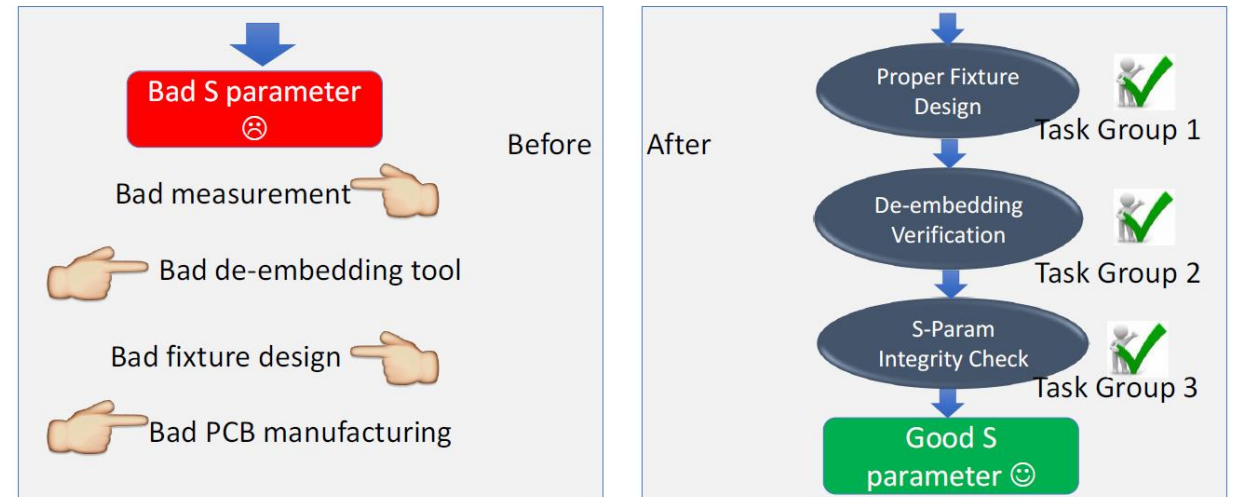 Bad S parameter
☹
Before
Bad measurement
Bad de-embedding tool
Bad fixture design
Bad PCB manufacturing
After
Proper Fixture
Design
Task Group 1
De-embedding
Verification
Task Group 2
S-Param
Integrity Check
Task Group 3
Good S
parameter ☺